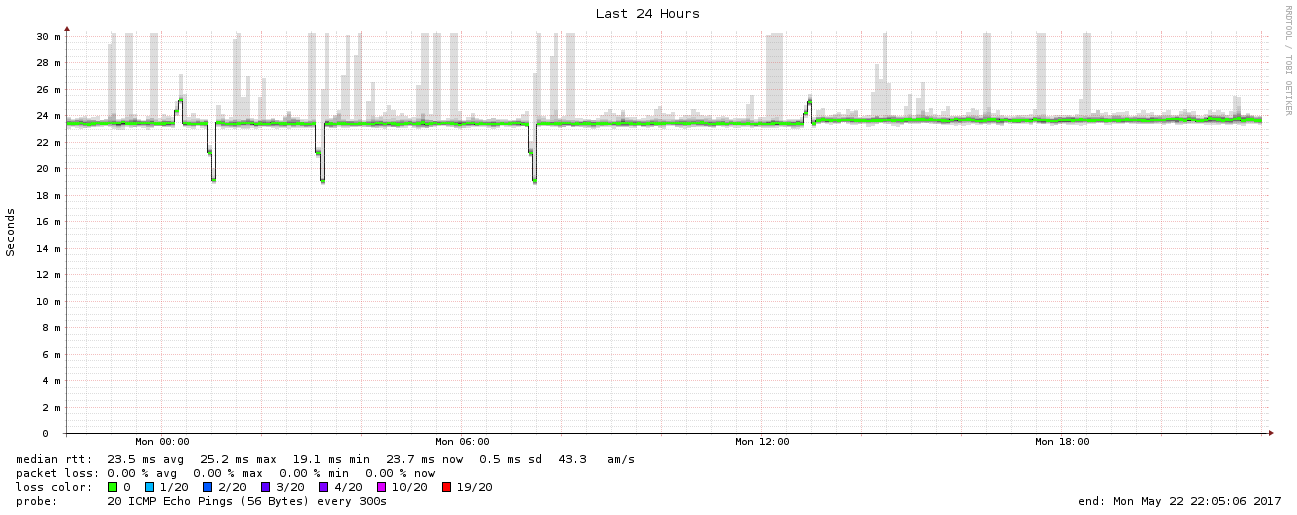 Last 24 Hours
RRDTOOL / TOBI OETIKER
Seconds
30 m
28 m
26 m
24 m
22 m
20 m
18 m
16 m
14 m
12 m
10 m
8 m
6 m
4 m
2 m
0
Mon 00:00 Mon 06:00 Mon 12:00 Mon 18:00
median rtt: 23.5 ms avg 25.2 ms max 19.1 ms min 23.7 ms now 0.5 ms sd 43.3 am/s
packet loss: 0.00 % avg 0.00 % max 0.00 % min 0.00 % now
loss color: 0 1/20 2/20 3/20 4/20 10/20 19/20
probe: 20 ICMP Echo Pings (56 Bytes) every 300s end: Mon May 22 22:05:06 2017